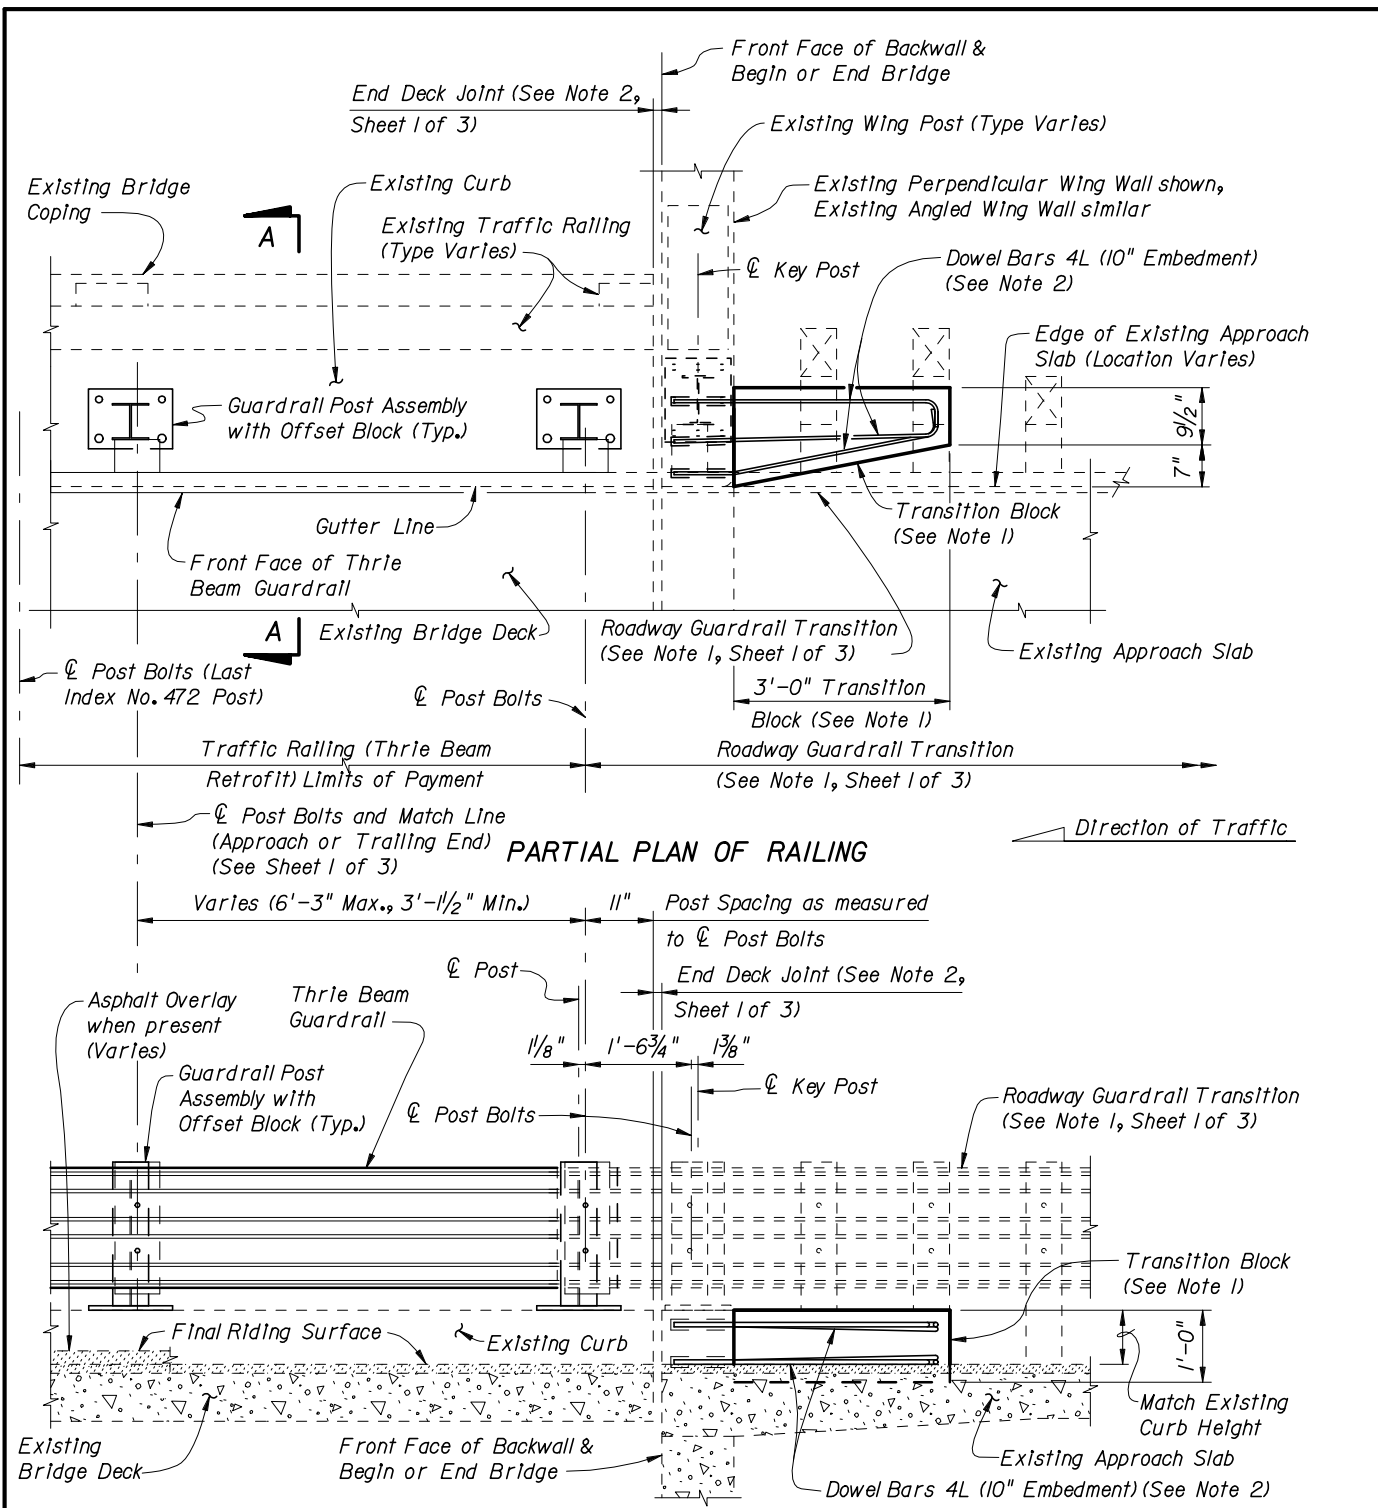 Front Face of Backwall &
Begin or End Bridge
End Deck Joint (See Note 2,
Sheet 1 of 3)
Existing Wing Post (Type Varies)
Existing Bridge
Coping
Existing Curb
Existing Perpendicular Wing Wall shown,
Existing Angled Wing Wall similar
A
Existing Traffic Railing
(Type Varies)
℄ Key Post
Dowel Bars 4L (10" Embedment)
(See Note 2)
Edge of Existing Approach
Slab (Location Varies)
Guardrail Post Assembly
with Offset Block (Typ.)
9 1/2"
7"
Gutter Line
Transition Block
(See Note 1)
Front Face of Thrie
Beam Guardrail
A
Existing Bridge Deck
Roadway Guardrail Transition
(See Note 1, Sheet 1 of 3)
Existing Approach Slab
℄ Post Bolts (Last
Index No. 472 Post)
℄ Post Bolts
3'-0" Transition
Block (See Note 1)
Traffic Railing (Thrie Beam
Retrofit) Limits of Payment
Roadway Guardrail Transition
(See Note 1, Sheet 1 of 3)
℄ Post Bolts and Match Line
(Approach or Trailing End)
(See Sheet 1 of 3)
PARTIAL PLAN OF RAILING
Direction of Traffic
Varies (6'-3" Max., 3'-1 1/2" Min.)
11"
Post Spacing as measured
to ℄ Post Bolts
℄ Post
End Deck Joint (See Note 2,
Sheet 1 of 3)
Asphalt Overlay
when present
(Varies)
Thrie Beam
Guardrail
1 1/8"
1'-6 3/4"
1 3/8"
Guardrail Post
Assembly with
Offset Block (Typ.)
℄ Post Bolts
℄ Key Post
Roadway Guardrail Transition
(See Note 1, Sheet 1 of 3)
Transition Block
(See Note 1)
Final Riding Surface
Existing Curb
1'-0"
Match Existing
Curb Height
Existing
Bridge Deck
Front Face of Backwall &
Begin or End Bridge
Existing Approach Slab
Dowel Bars 4L (10" Embedment) (See Note 2)